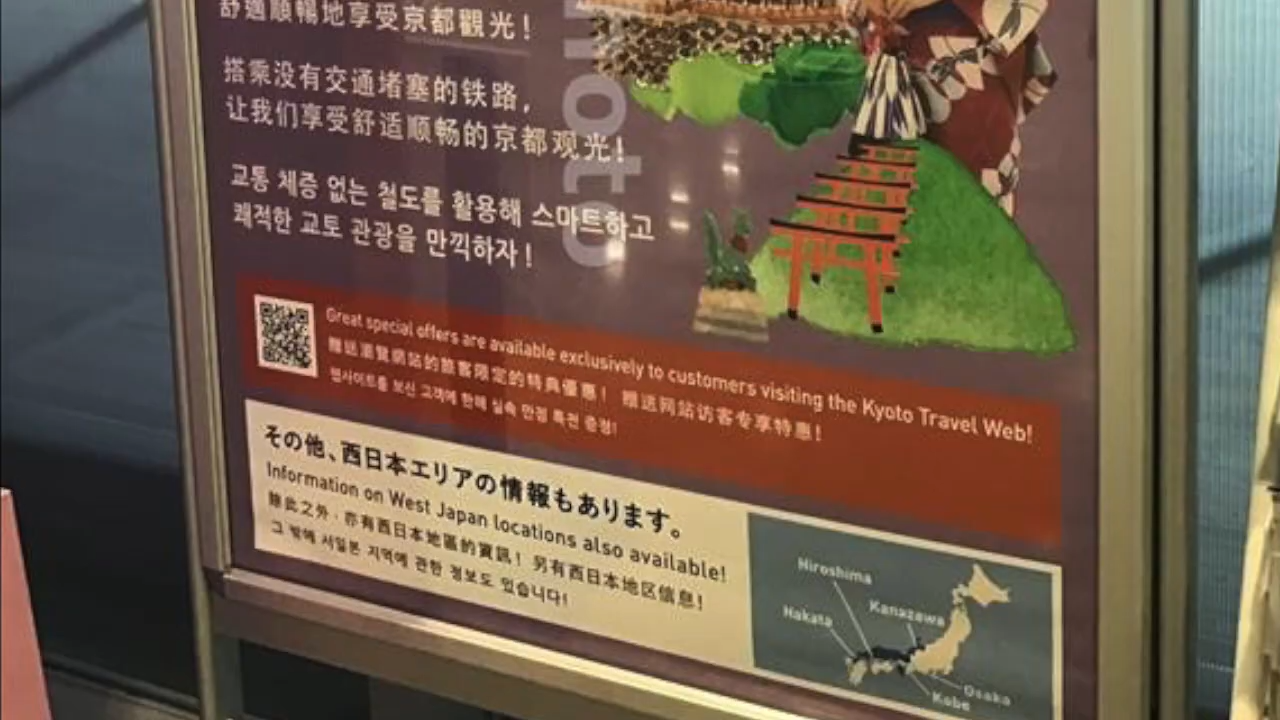 舒適順暢地享受京都觀光！
搭乘没有交通堵塞的铁路，
让我们享受舒适顺畅的京都观光！
교통 체증 없는 철도를 활용해 스마트하고
쾌적한 교토 관광을 만끽하자！
Great special offers are available exclusively to customers visiting the Kyoto Travel Web!
贈送瀏覽網站的旅客限定的特典優惠！ 赠送网站访客专享特惠！
웹사이트를 보신 고객에 한해 실속 만점 특전 증정!
その他、西日本エリアの情報もあります。
Information on West Japan locations also available!
除此之外，亦有西日本地區的資訊！ 另有西日本地区信息！
그 밖에 서일본 지역에 관한 정보도 있습니다!
Hiroshima
Kanazawa
Hakata
Osaka
Kobe